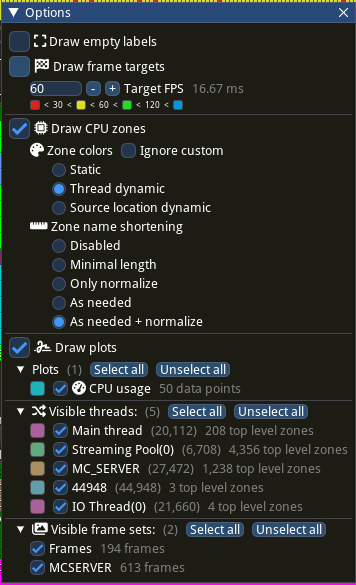 Options
Draw empty labels
Draw frame targets
60 - + Target FPS 16.67 ms
< 30 < < 60 < < 120 <
Draw CPU zones
Zone colors Ignore custom
Static
Thread dynamic
Source location dynamic
Zone name shortening
Disabled
Minimal length
Only normalize
As needed
As needed + normalize
Draw plots
Plots (1) Select all Unselect all
CPU usage 50 data points
Visible threads: (5) Select all Unselect all
Main thread (20,112) 208 top level zones
Streaming Pool(0) (6,708) 4,356 top level zones
MC_SERVER (27,472) 1,238 top level zones
44948 (44,948) 3 top level zones
IO Thread(0) (21,660) 4 top level zones
Visible frame sets: (2) Select all Unselect all
Frames 194 frames
MCSERVER 613 frames